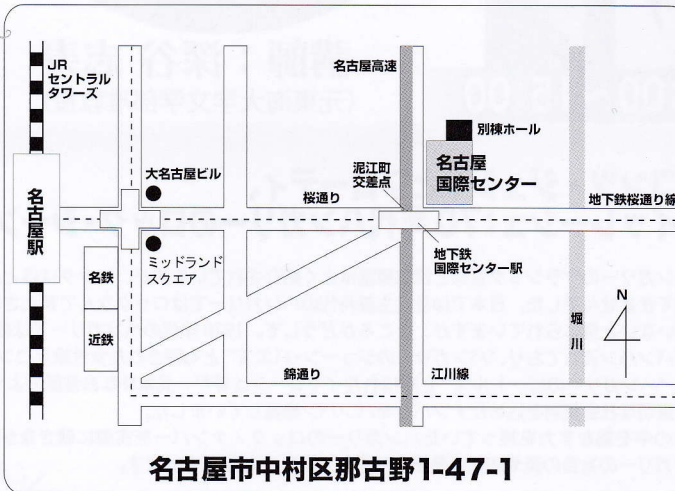 JR
セントラル
タワーズ
名古屋高速
別棟ホール
名古屋
国際センター
大名古屋ビル
泥江町
交差点
桜通り
地下鉄桜通り線
名古屋駅
ミッドランド
スクエア
地下鉄
国際センター駅
名鉄
近鉄
堀川
N
錦通り
江川線
名古屋市中村区那古野1-47-1